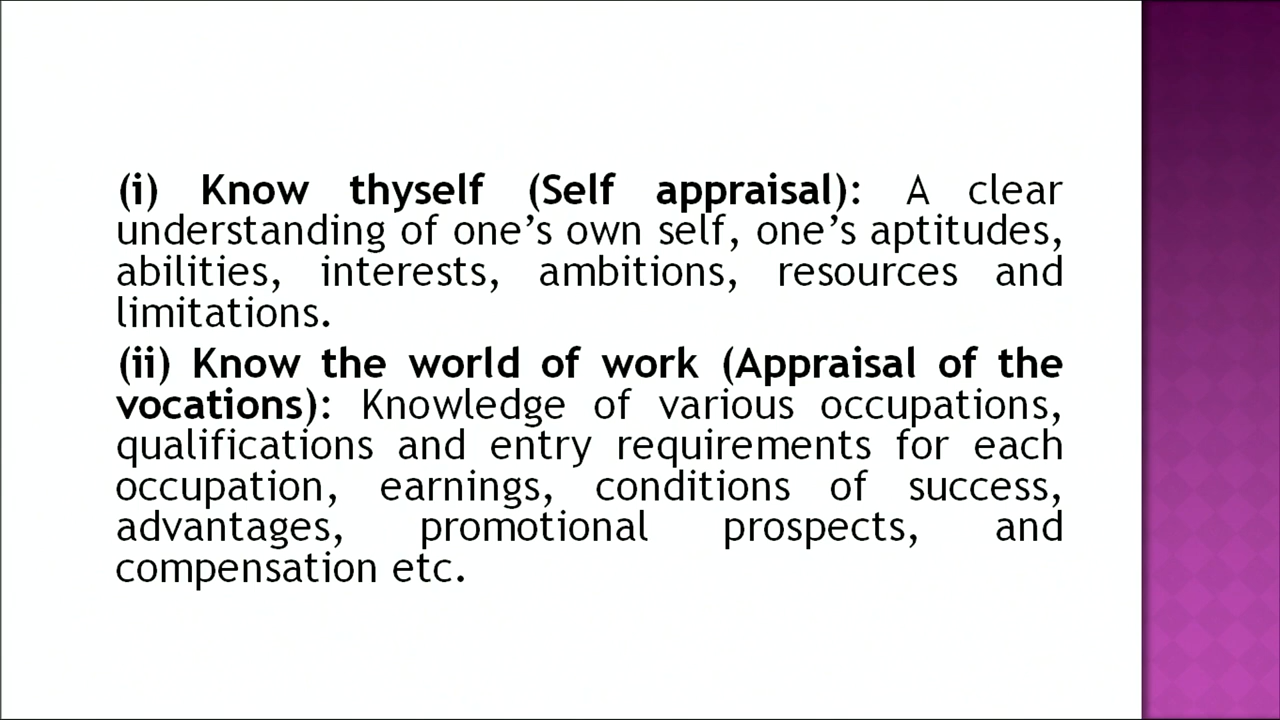 (i) Know thyself (Self appraisal): A clear
understanding of one’s own self, one’s aptitudes,
abilities, interests, ambitions, resources and
limitations.
(ii) Know the world of work (Appraisal of the
vocations): Knowledge of various occupations,
qualifications and entry requirements for each
occupation, earnings, conditions of success,
advantages, promotional prospects, and
compensation etc.